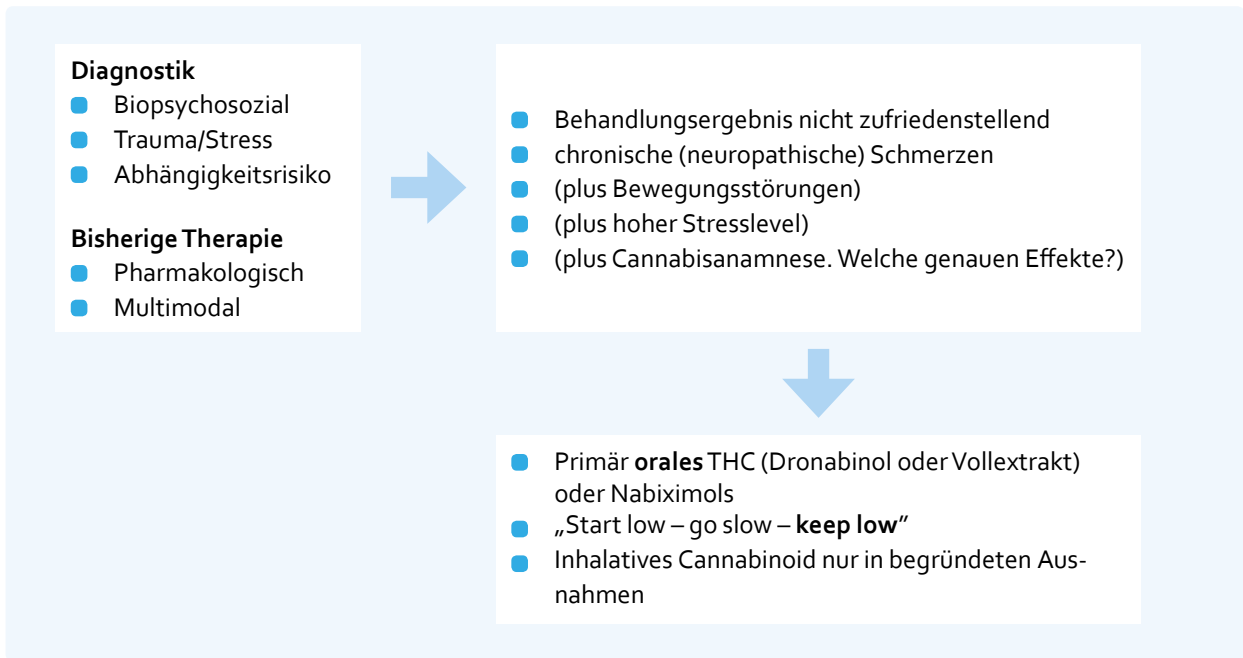 Diagnostik
Biopsychosozial
Trauma/Stress
Abhängigkeitsrisiko
Bisherige Therapie
Pharmakologisch
Multimodal
Behandlungsergebnis nicht zufriedenstellend
chronische (neuropathische) Schmerzen
(plus Bewegungsstörungen)
(plus hoher Stresslevel)
(plus Cannabisanamnese. Welche genauen Effekte?)
Primär orales THC (Dronabinol oder Vollextrakt)
oder Nabiximols
„Start low – go slow – keep low”
Inhalatives Cannabinoid nur in begründeten Aus-
nahmen